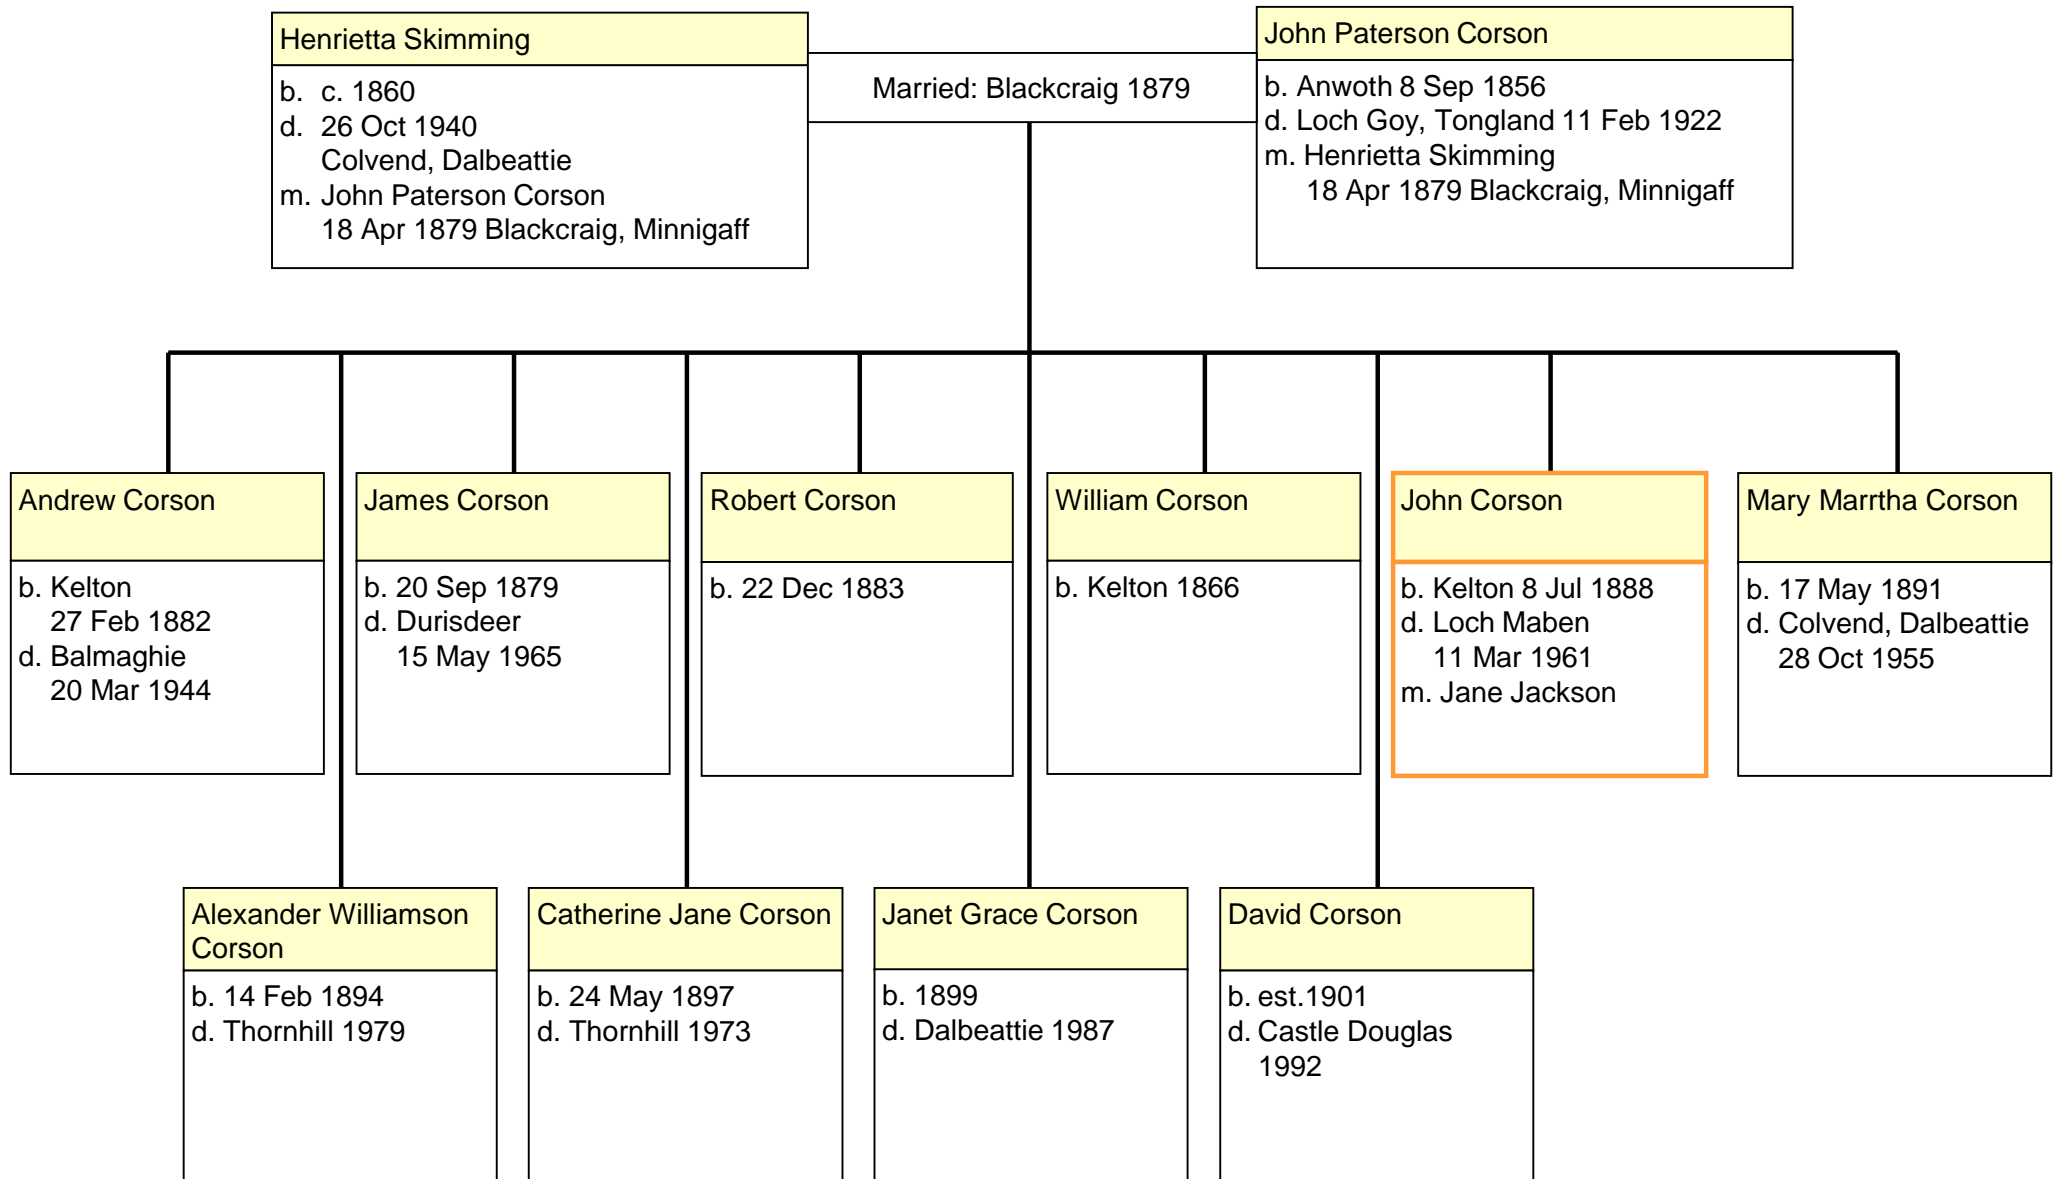 Henrietta Skimming
b. c. 1860
d. 26 Oct 1940
Colvend, Dalbeattie
m. John Paterson Corson
18 Apr 1879 Blackcraig, Minnigaff
Married: Blackcraig 1879
John Paterson Corson
b. Anwoth 8 Sep 1856
d. Loch Goy, Tongland 11 Feb 1922
m. Henrietta Skimming
18 Apr 1879 Blackcraig, Minnigaff
Andrew Corson
b. Kelton
27 Feb 1882
d. Balmaghie
20 Mar 1944
James Corson
b. 20 Sep 1879
d. Durisdeer
15 May 1965
Robert Corson
b. 22 Dec 1883
William Corson
b. Kelton 1866
John Corson
b. Kelton 8 Jul 1888
d. Loch Maben
11 Mar 1961
m. Jane Jackson
Mary Marrtha Corson
b. 17 May 1891
d. Colvend, Dalbeattie
28 Oct 1955
Alexander Williamson
Corson
b. 14 Feb 1894
d. Thornhill 1979
Catherine Jane Corson
b. 24 May 1897
d. Thornhill 1973
Janet Grace Corson
b. 1899
d. Dalbeattie 1987
David Corson
b. est.1901
d. Castle Douglas
1992